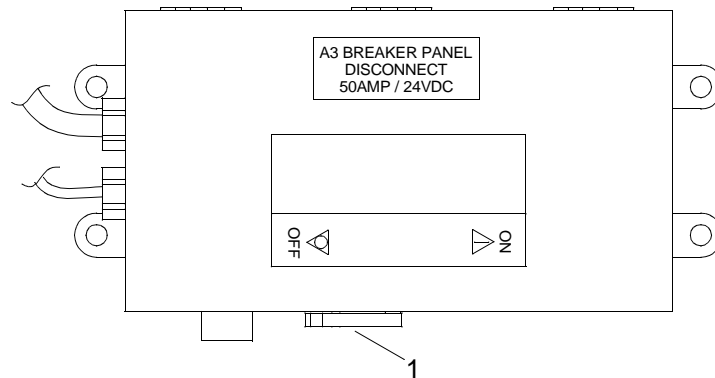 A3 BREAKER PANEL
DISCONNECT
50AMP / 24VDC
OFF
ON
1